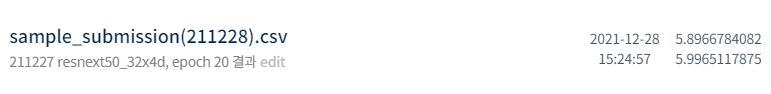 sample_submission(211228).csv
211227 resnext50_32x4d, epoch 20 결과 edit
2021-12-28 5.8966784082
15:24:57 5.9965117875